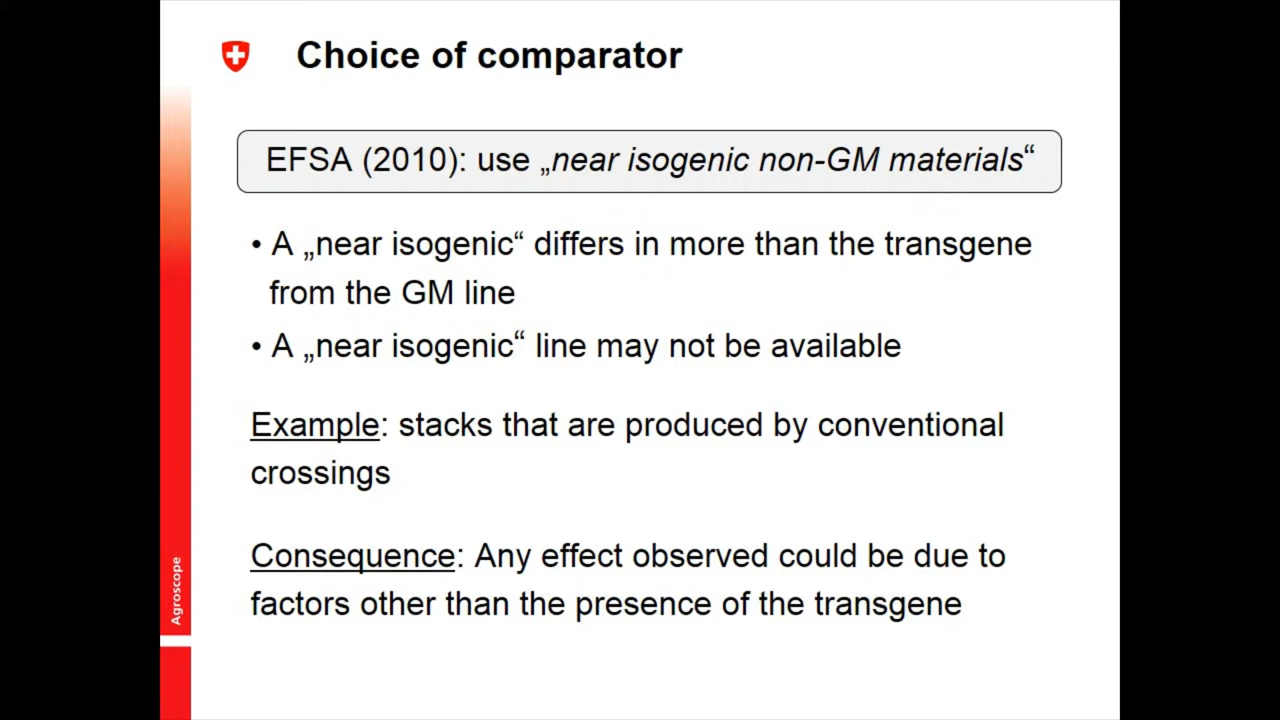 Choice of comparator
EFSA (2010): use „near isogenic non-GM materials“
• A „near isogenic“ differs in more than the transgene
from the GM line
• A „near isogenic“ line may not be available
Example: stacks that are produced by conventional
crossings
Consequence: Any effect observed could be due to
factors other than the presence of the transgene
Agroscope